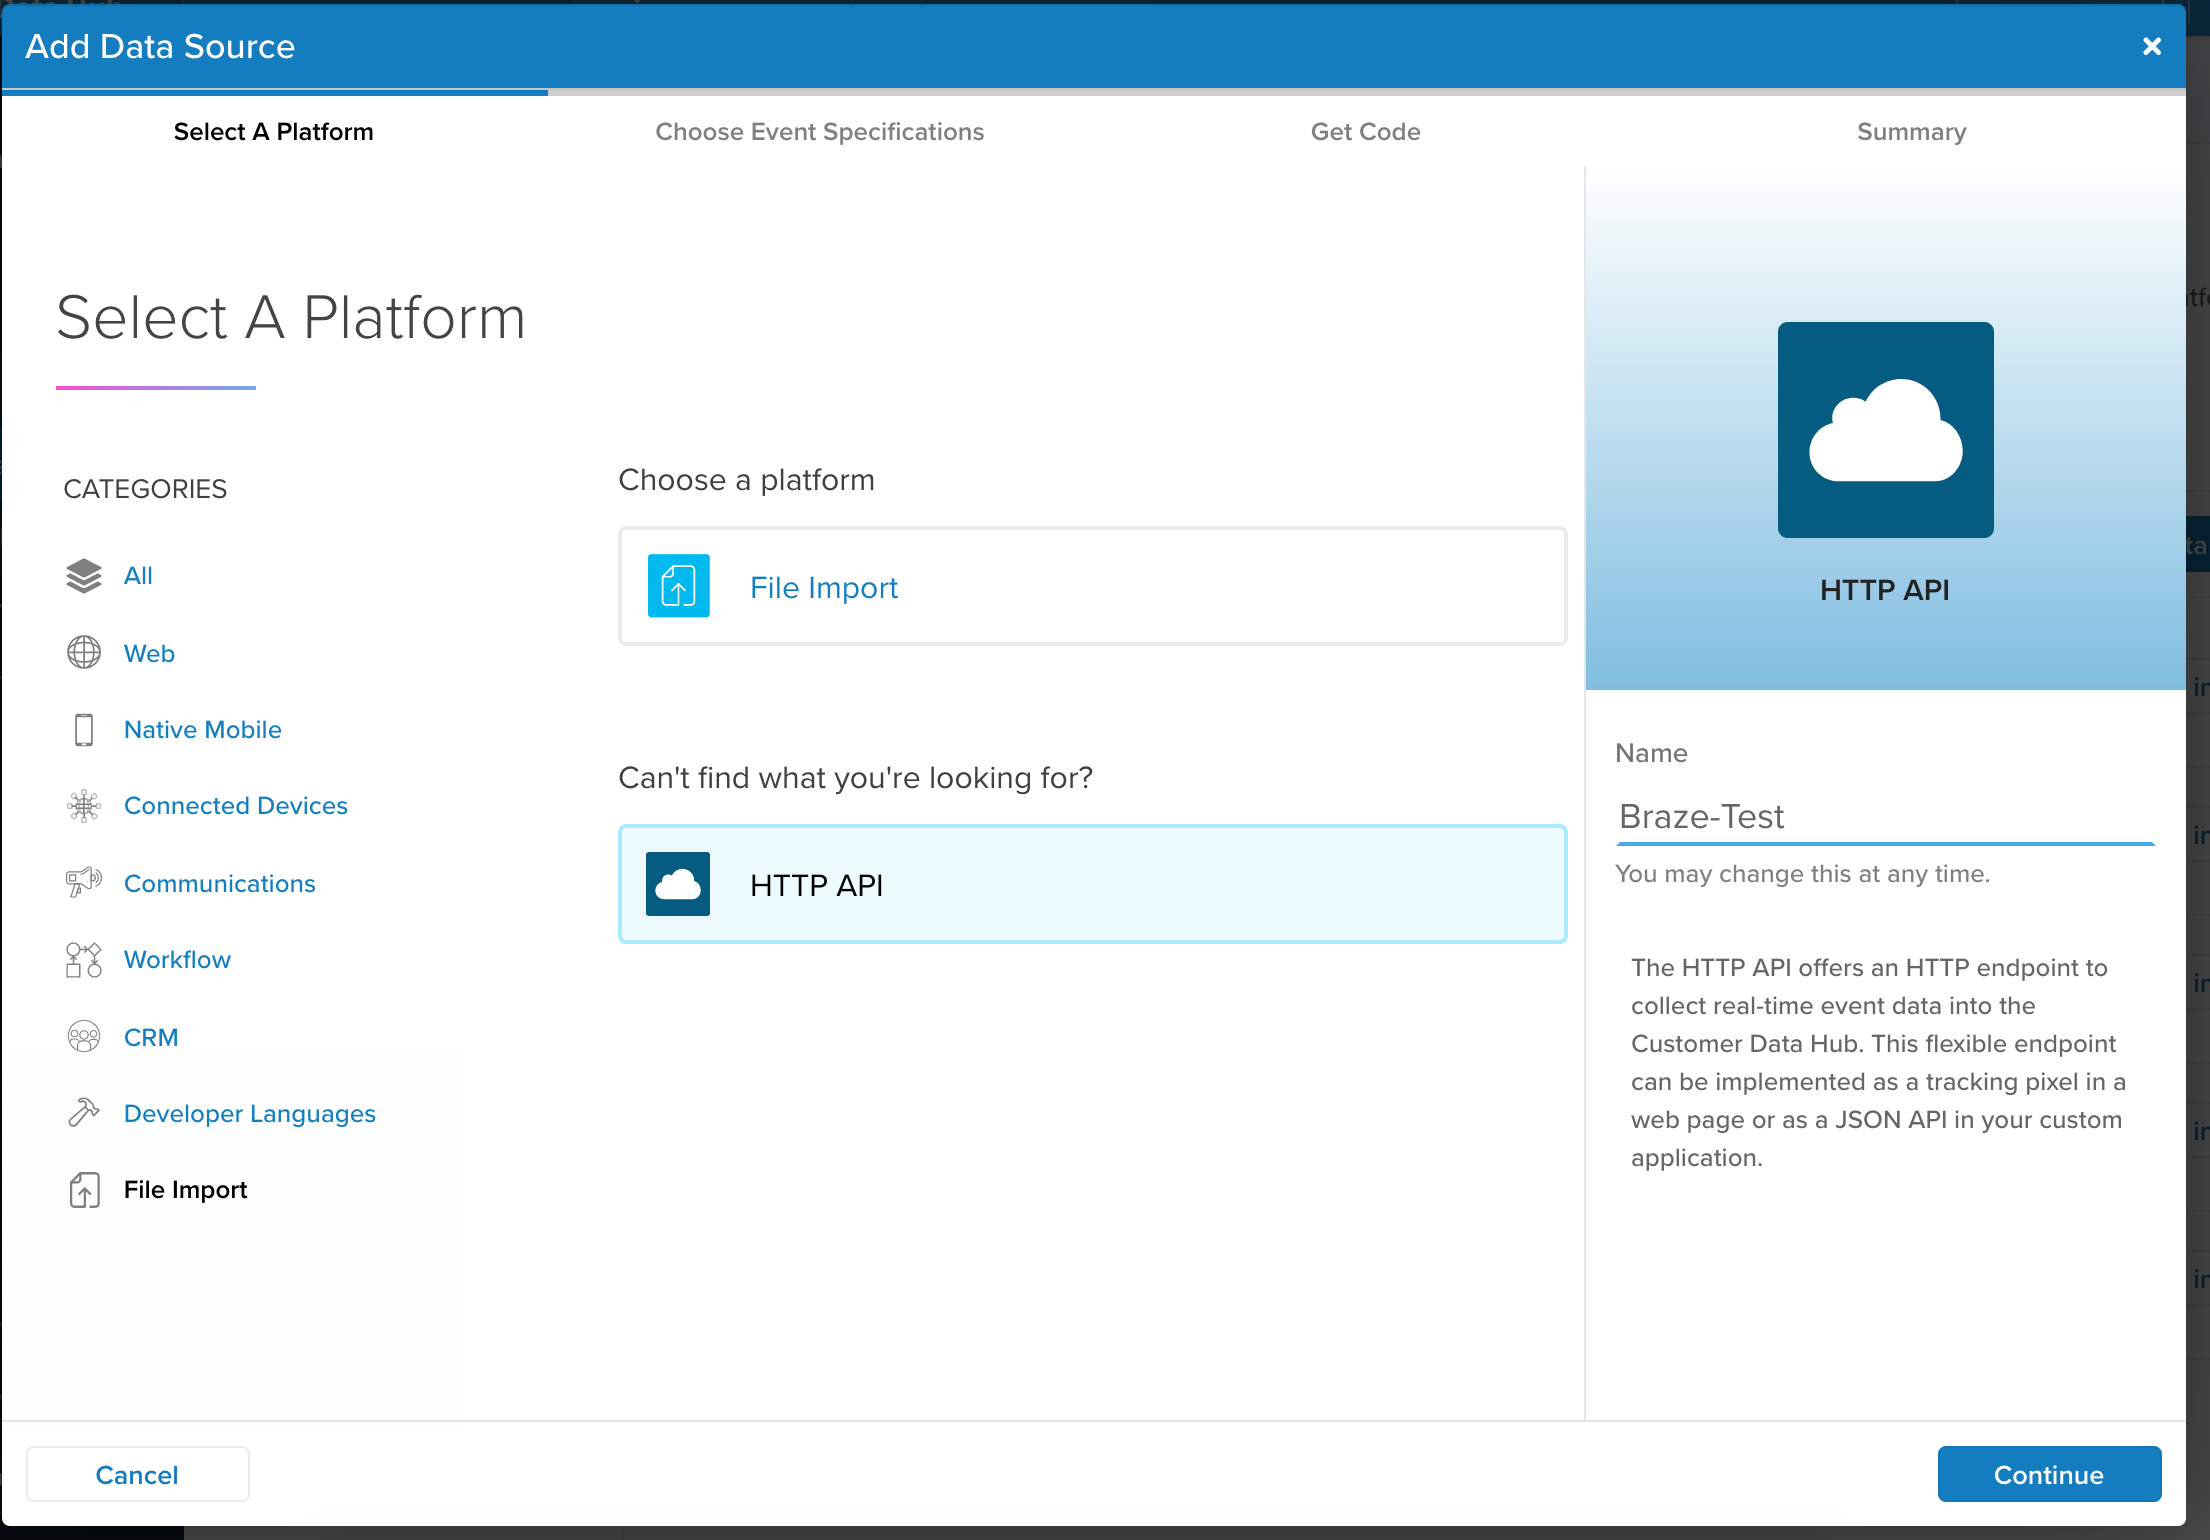 Add Data Source
Select A Platform
Choose Event Specifications
Get Code
Summary
Select A Platform
CATEGORIES
All
Web
Native Mobile
Connected Devices
Communications
Workflow
CRM
Developer Languages
File Import
Choose a platform
File Import
Can't find what you're looking for?
HTTP API
HTTP API
Name
Braze-Test
You may change this at any time.
The HTTP API offers an HTTP endpoint to
collect real-time event data into the
Customer Data Hub. This flexible endpoint
can be implemented as a tracking pixel in a
web page or as a JSON API in your custom
application.
Cancel
Continue